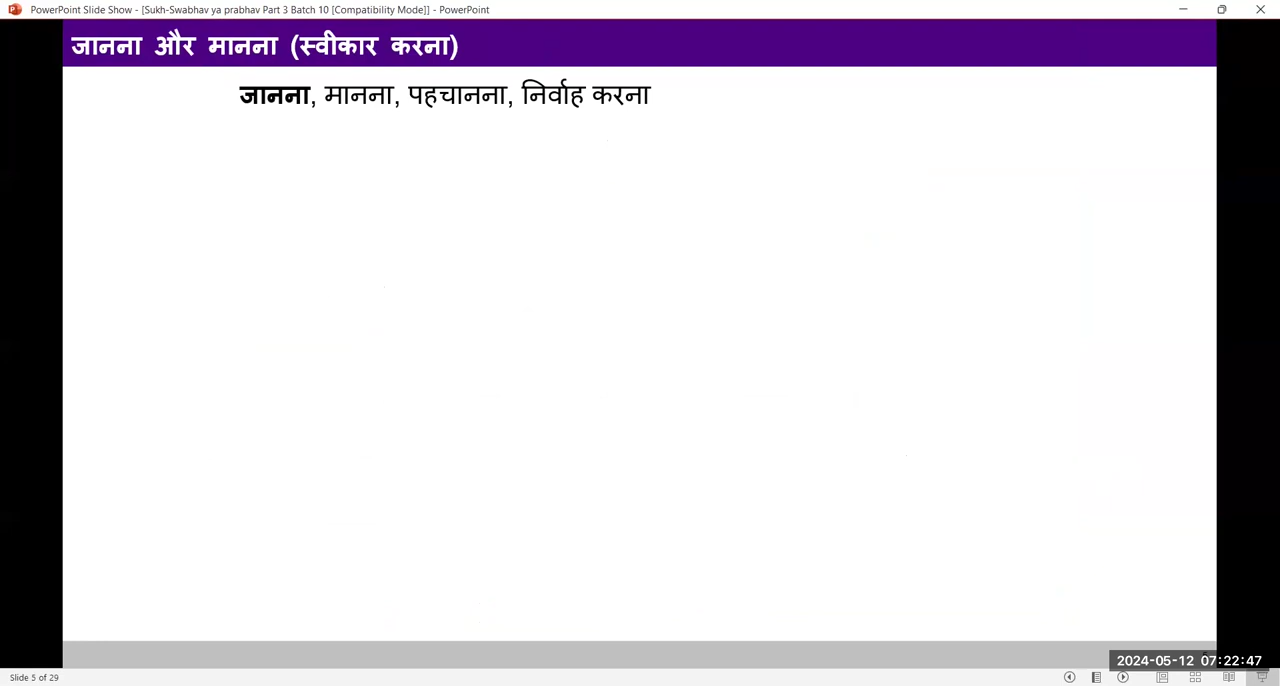 PowerPoint Slide Show - [Sukh-Swabhav ya prabhav Part 3 Batch 10 [Compatibility Mode]] - PowerPoint
जानना और मानना (स्वीकार करना)
जानना, मानना, पहचानना, निर्वाह करना
2024-05-12 07:22:47
Slide 5 of 29